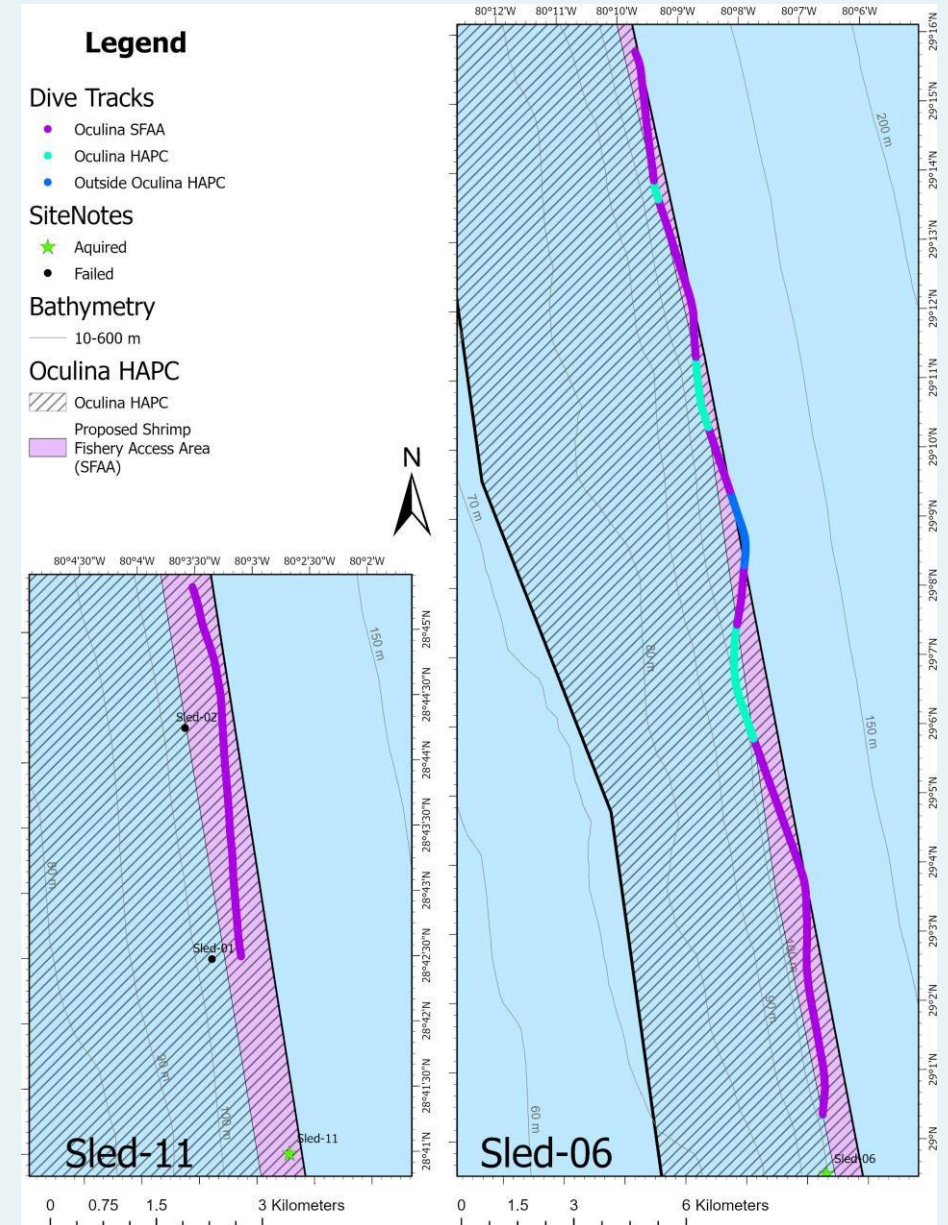 Legend
Dive Tracks
Oculina SFAA
Oculina HAPC
Outside Oculina HAPC
SiteNotes
Aquired
Failed
Bathymetry
10-600 m
Oculina HAPC
Oculina HAPC
Proposed Shrimp
Fishery Access Area
(SFAA)
N
80°4'30"W 80°4'W 80°3'30"W 80°3'W 80°2'30"W 80°2'W
150 m
28°45'N
28°44'30"N
Sled-02
28°44'N
28°43'30"N
80 m
28°43'N
Sled-01
28°42'30"N
28°42'N
90 m
28°41'30"N
100 m
Sled-11
28°41'N
Sled-11
0 0.75 1.5 3 Kilometers
80°12'W 80°11'W 80°10'W 80°9'W 80°8'W 80°7'W 80°6'W
29°16'N
29°15'N
200 m
29°14'N
29°13'N
29°12'N
29°11'N
29°10'N
70 m
29°9'N
29°8'N
80 m
29°7'N
150 m
29°6'N
29°5'N
29°4'N
100 m
29°3'N
90 m
29°2'N
29°1'N
60 m
29°N
Sled-06
Sled-06
0 1.5 3 6 Kilometers